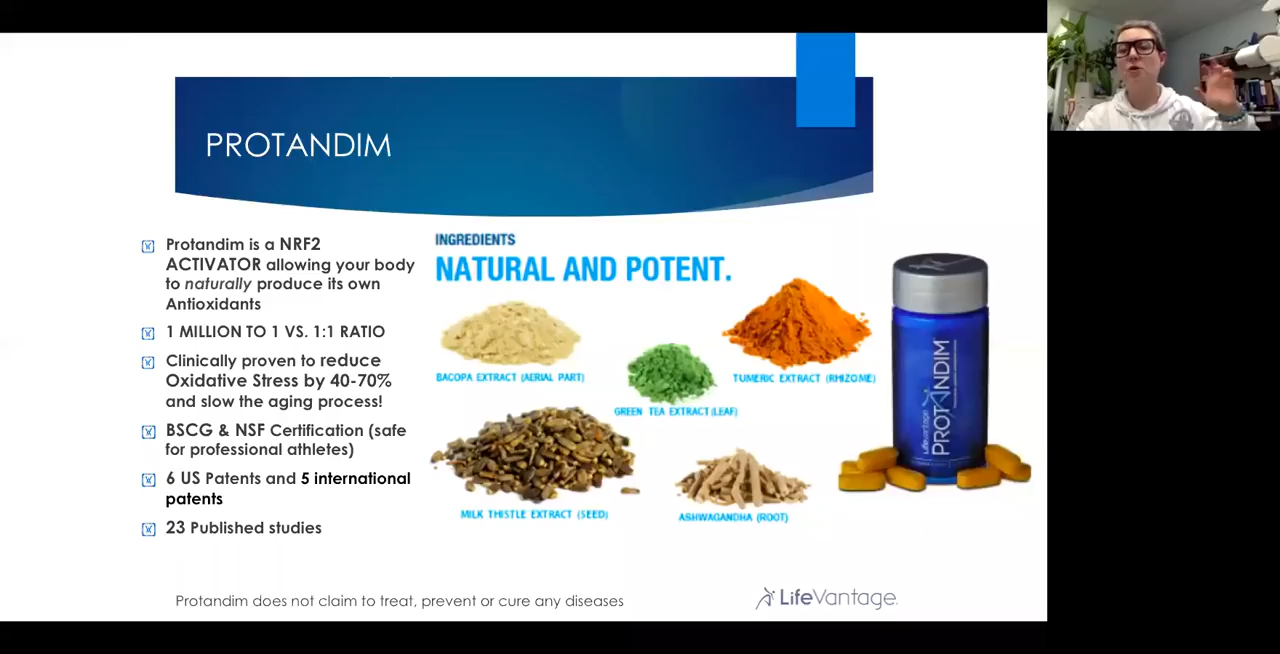 PROTANDIM
Protandim is a NRF2
ACTIVATOR allowing your body
to naturally produce its own
Antioxidants
1 MILLION TO 1 VS. 1:1 RATIO
Clinically proven to reduce
Oxidative Stress by 40-70%
and slow the aging process!
BSCG & NSF Certification (safe
for professional athletes)
6 US Patents and 5 international
patents
23 Published studies
INGREDIENTS
NATURAL AND POTENT.
BACOPA EXTRACT (AERIAL PART)
TUMERIC EXTRACT (RHIZOME)
GREEN TEA EXTRACT (LEAF)
MILK THISTLE EXTRACT (SEED)
ASHWAGANDHA (ROOT)
lifevantage
PROTANDIM
Protandim does not claim to treat, prevent or cure any diseases
LifeVantage.